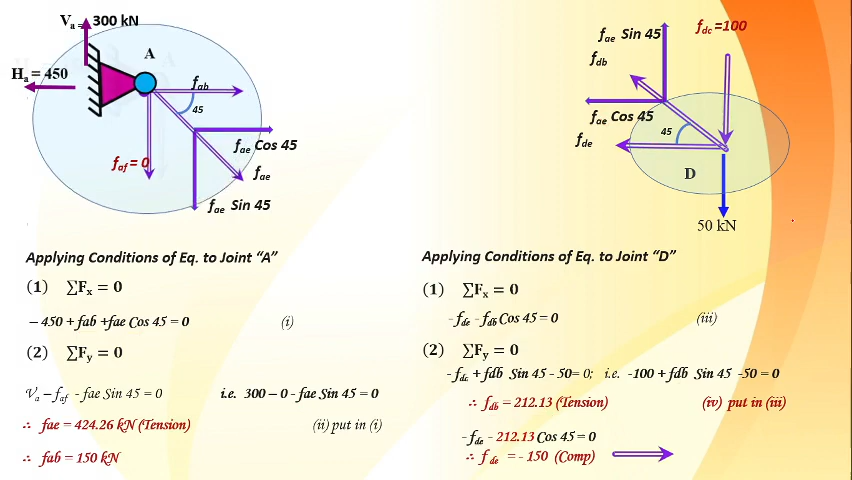 Va = 300 kN
A
Ha = 450
fab
45
fae Cos 45
faf = 0
fae
fae Sin 45
fdc =100
fae Sin 45
fdb
fae Cos 45
45
fde
D
50 kN
Applying Conditions of Eq. to Joint “A”
(1) ∑Fx = 0
– 450 + fab +fae Cos 45 = 0 (i)
(2) ∑Fy = 0
Va – faf - fae Sin 45 = 0 i.e. 300 – 0 - fae Sin 45 = 0
∴ fae = 424.26 kN (Tension) (ii) put in (i)
∴ fab = 150 kN
Applying Conditions of Eq. to Joint “D”
(1) ∑Fx = 0
- fde - fdb Cos 45 = 0 (iii)
(2) ∑Fy = 0
- fdc + fdb Sin 45 - 50= 0; i.e. -100 + fdb Sin 45 -50 = 0
∴ fdb = 212.13 (Tension) (iv) put in (iii)
-fde - 212.13 Cos 45 = 0
∴ fde = - 150 (Comp)